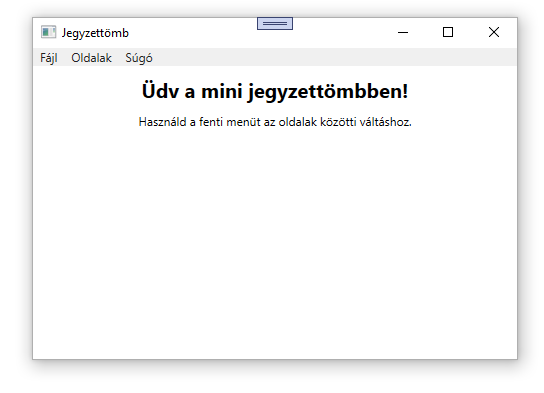 Jegyzettömb
Fájl Oldalak Súgó
Üdv a mini jegyzettömbben!
Használd a fenti menüt az oldalak közötti váltáshoz.